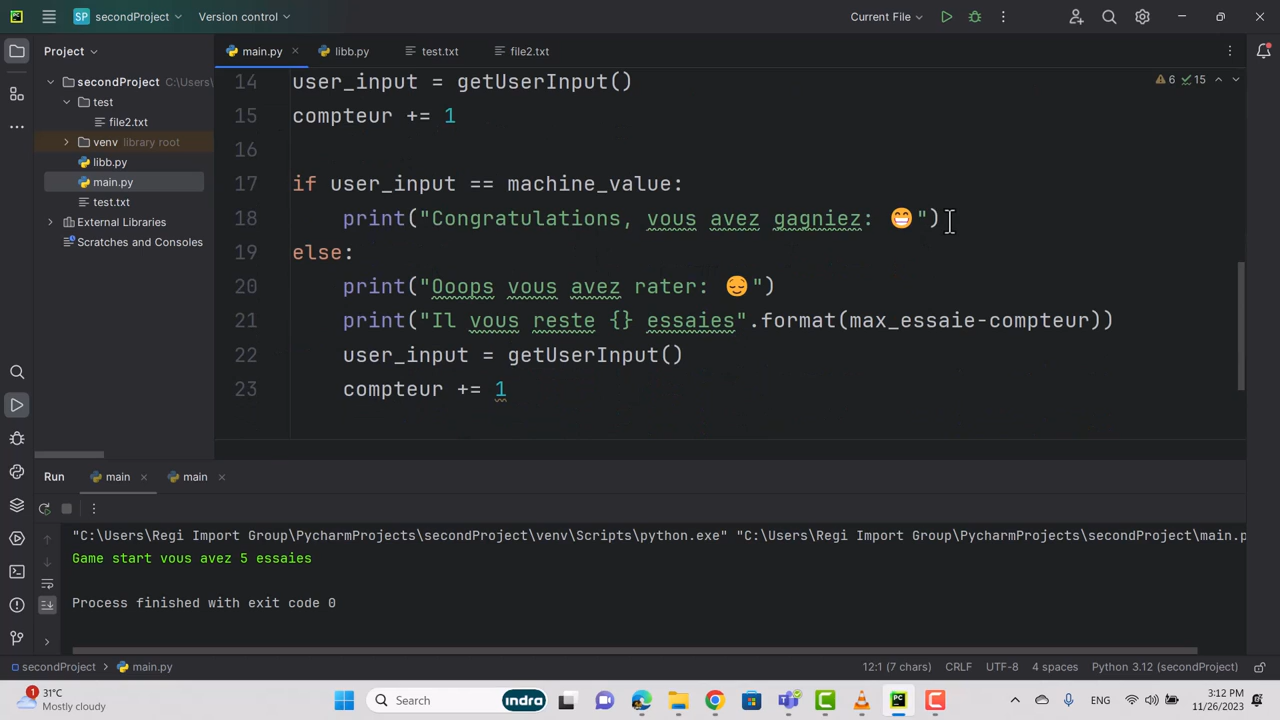 SP secondProject Version control Current File
Project
main.py libb.py test.txt file2.txt
secondProject C:\Users\
test
file2.txt
venv library root
libb.py
main.py
test.txt
External Libraries
Scratches and Consoles
6 15
14 user_input = getUserInput()
15 compteur += 1
16
17 if user_input == machine_value:
18 print("Congratulations, vous avez gagniez: 😁")
19 else:
20 print("Ooops vous avez rater: 😌")
21 print("Il vous reste {} essaies".format(max_essaie-compteur))
22 user_input = getUserInput()
23 compteur += 1
Run main main
"C:\Users\Regi Import Group\PycharmProjects\secondProject\venv\Scripts\python.exe" "C:\Users\Regi Import Group\PycharmProjects\secondProject\main.p
Game start vous avez 5 essaies
Process finished with exit code 0
secondProject main.py 12:1 (7 chars) CRLF UTF-8 4 spaces Python 3.12 (secondProject)
1 31°C
Mostly cloudy
Search indra
PC
ENG
6:12 PM
11/26/2023